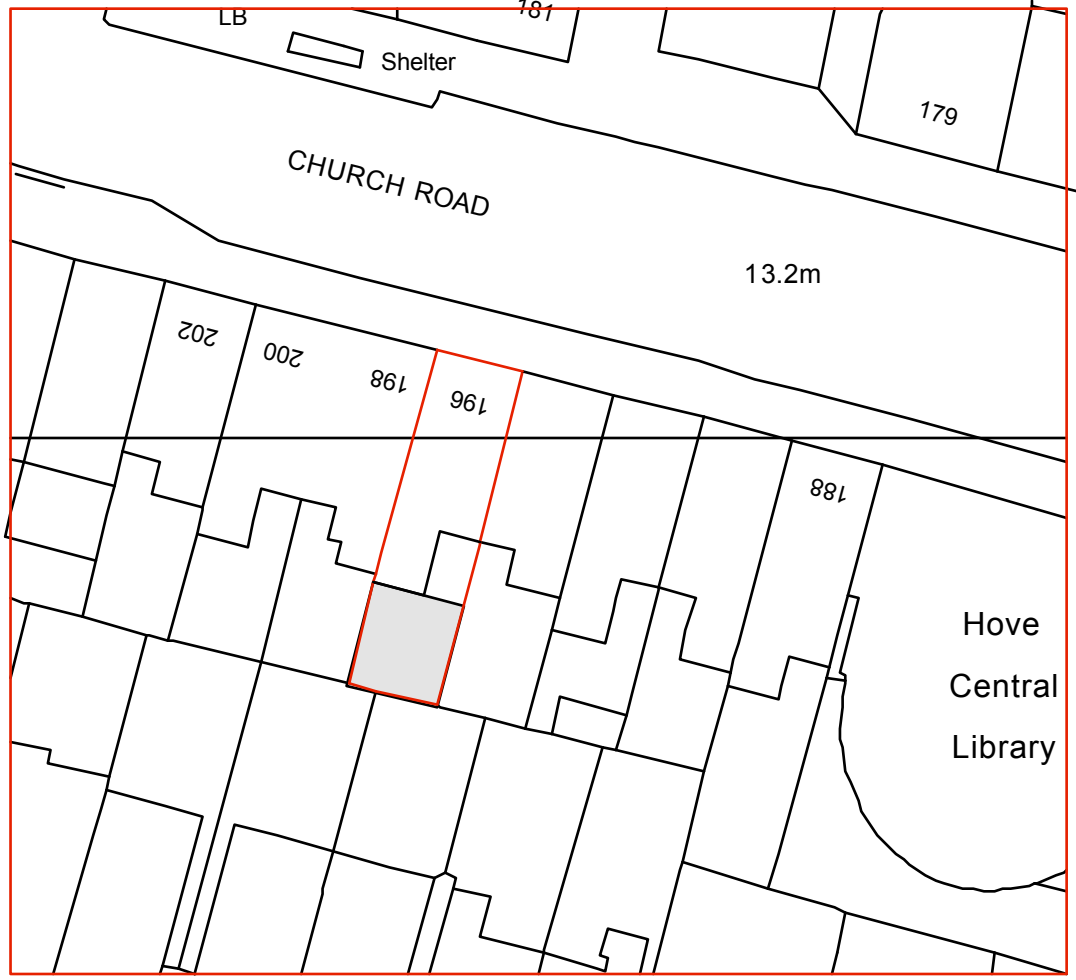 LB
181
Shelter
179
CHURCH ROAD
13.2m
202
200
198
196
188
Hove
Central
Library